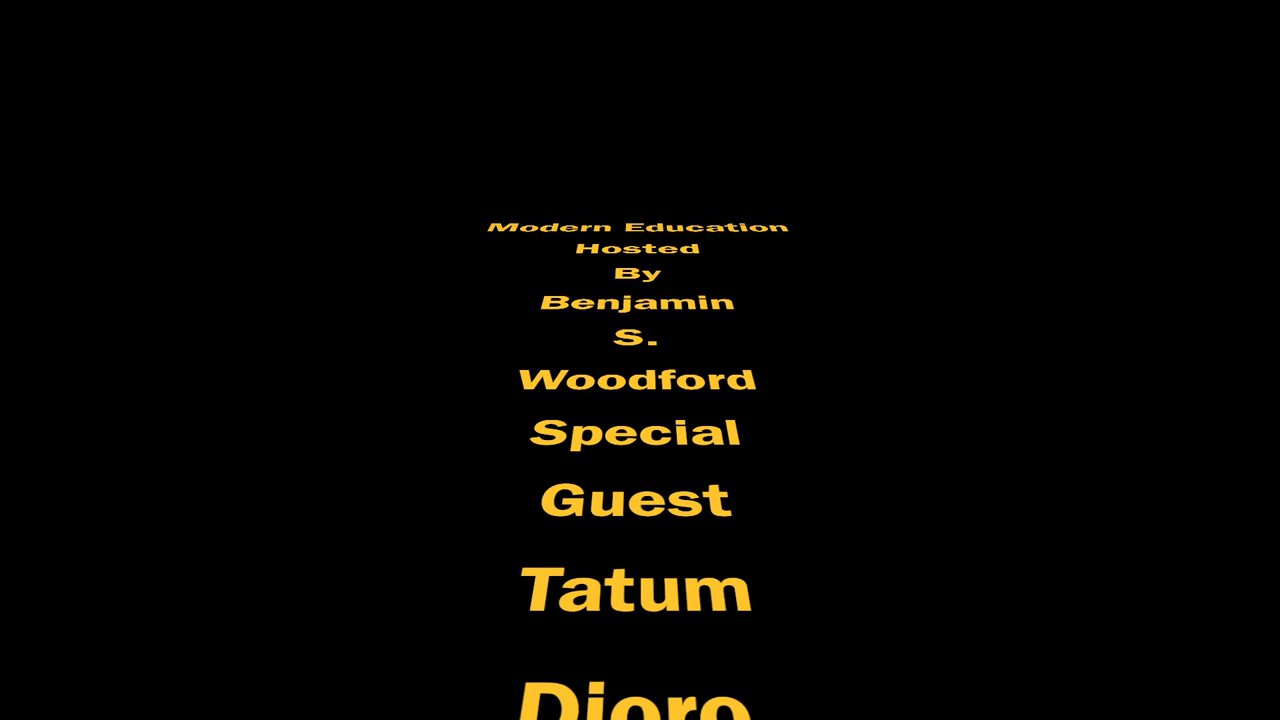 Modern Education
Hosted
By
Benjamin
S.
Woodford
Special
Guest
Tatum